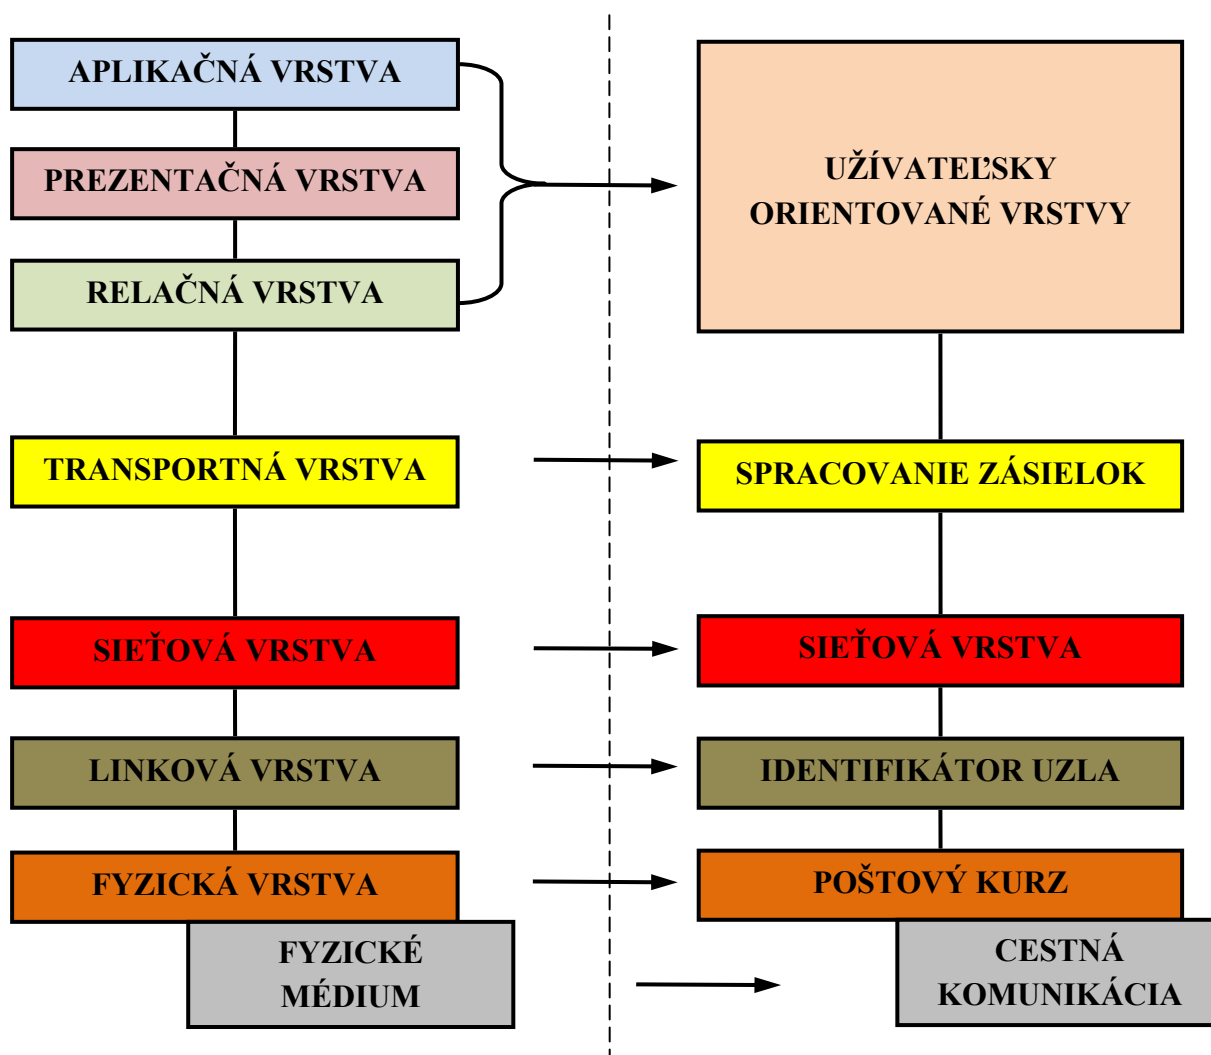 APLIKAČNÁ VRSTVA
PREZENTAČNÁ VRSTVA
RELAČNÁ VRSTVA
UŽÍVATEĽSKY
ORIENTOVANÉ VRSTVY
TRANSPORTNÁ VRSTVA
SPRACOVANIE ZÁSIELOK
SIEŤOVÁ VRSTVA
SIEŤOVÁ VRSTVA
LINKOVÁ VRSTVA
IDENTIFIKÁTOR UZLA
FYZICKÁ VRSTVA
POŠTOVÝ KURZ
FYZICKÉ
MÉDIUM
CESTNÁ
KOMUNIKÁCIA